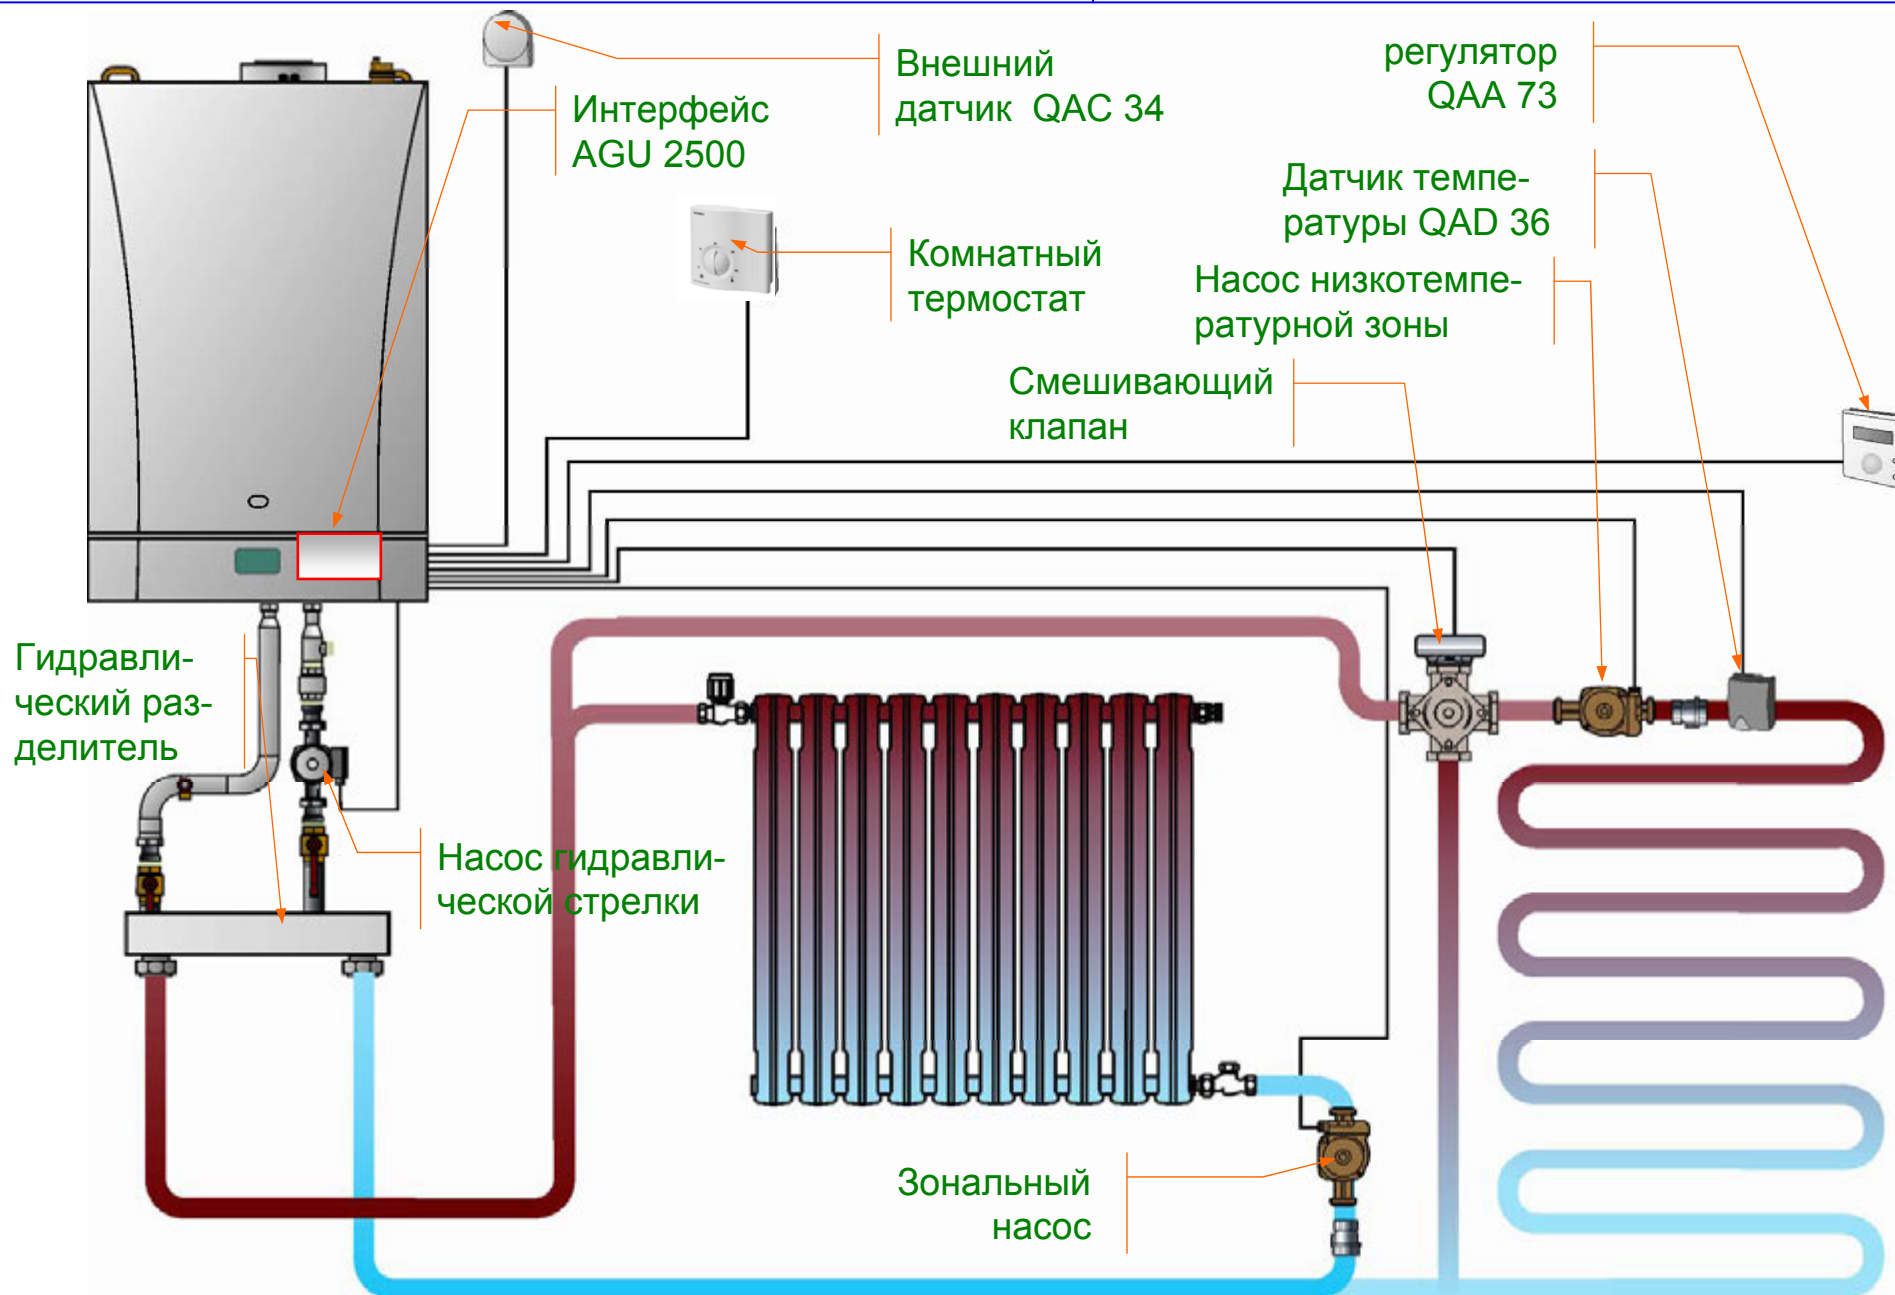 Внешний
датчик QAC 34
регулятор
QAA 73
Интерфейс
AGU 2500
Датчик темпе-
ратуры QAD 36
Комнатный
термостат
Насос низкотемпе-
ратурной зоны
Смешивающий
клапан
Гидравли-
ческий раз-
делитель
Насос гидравли-
ческой стрелки
Зональный
насос